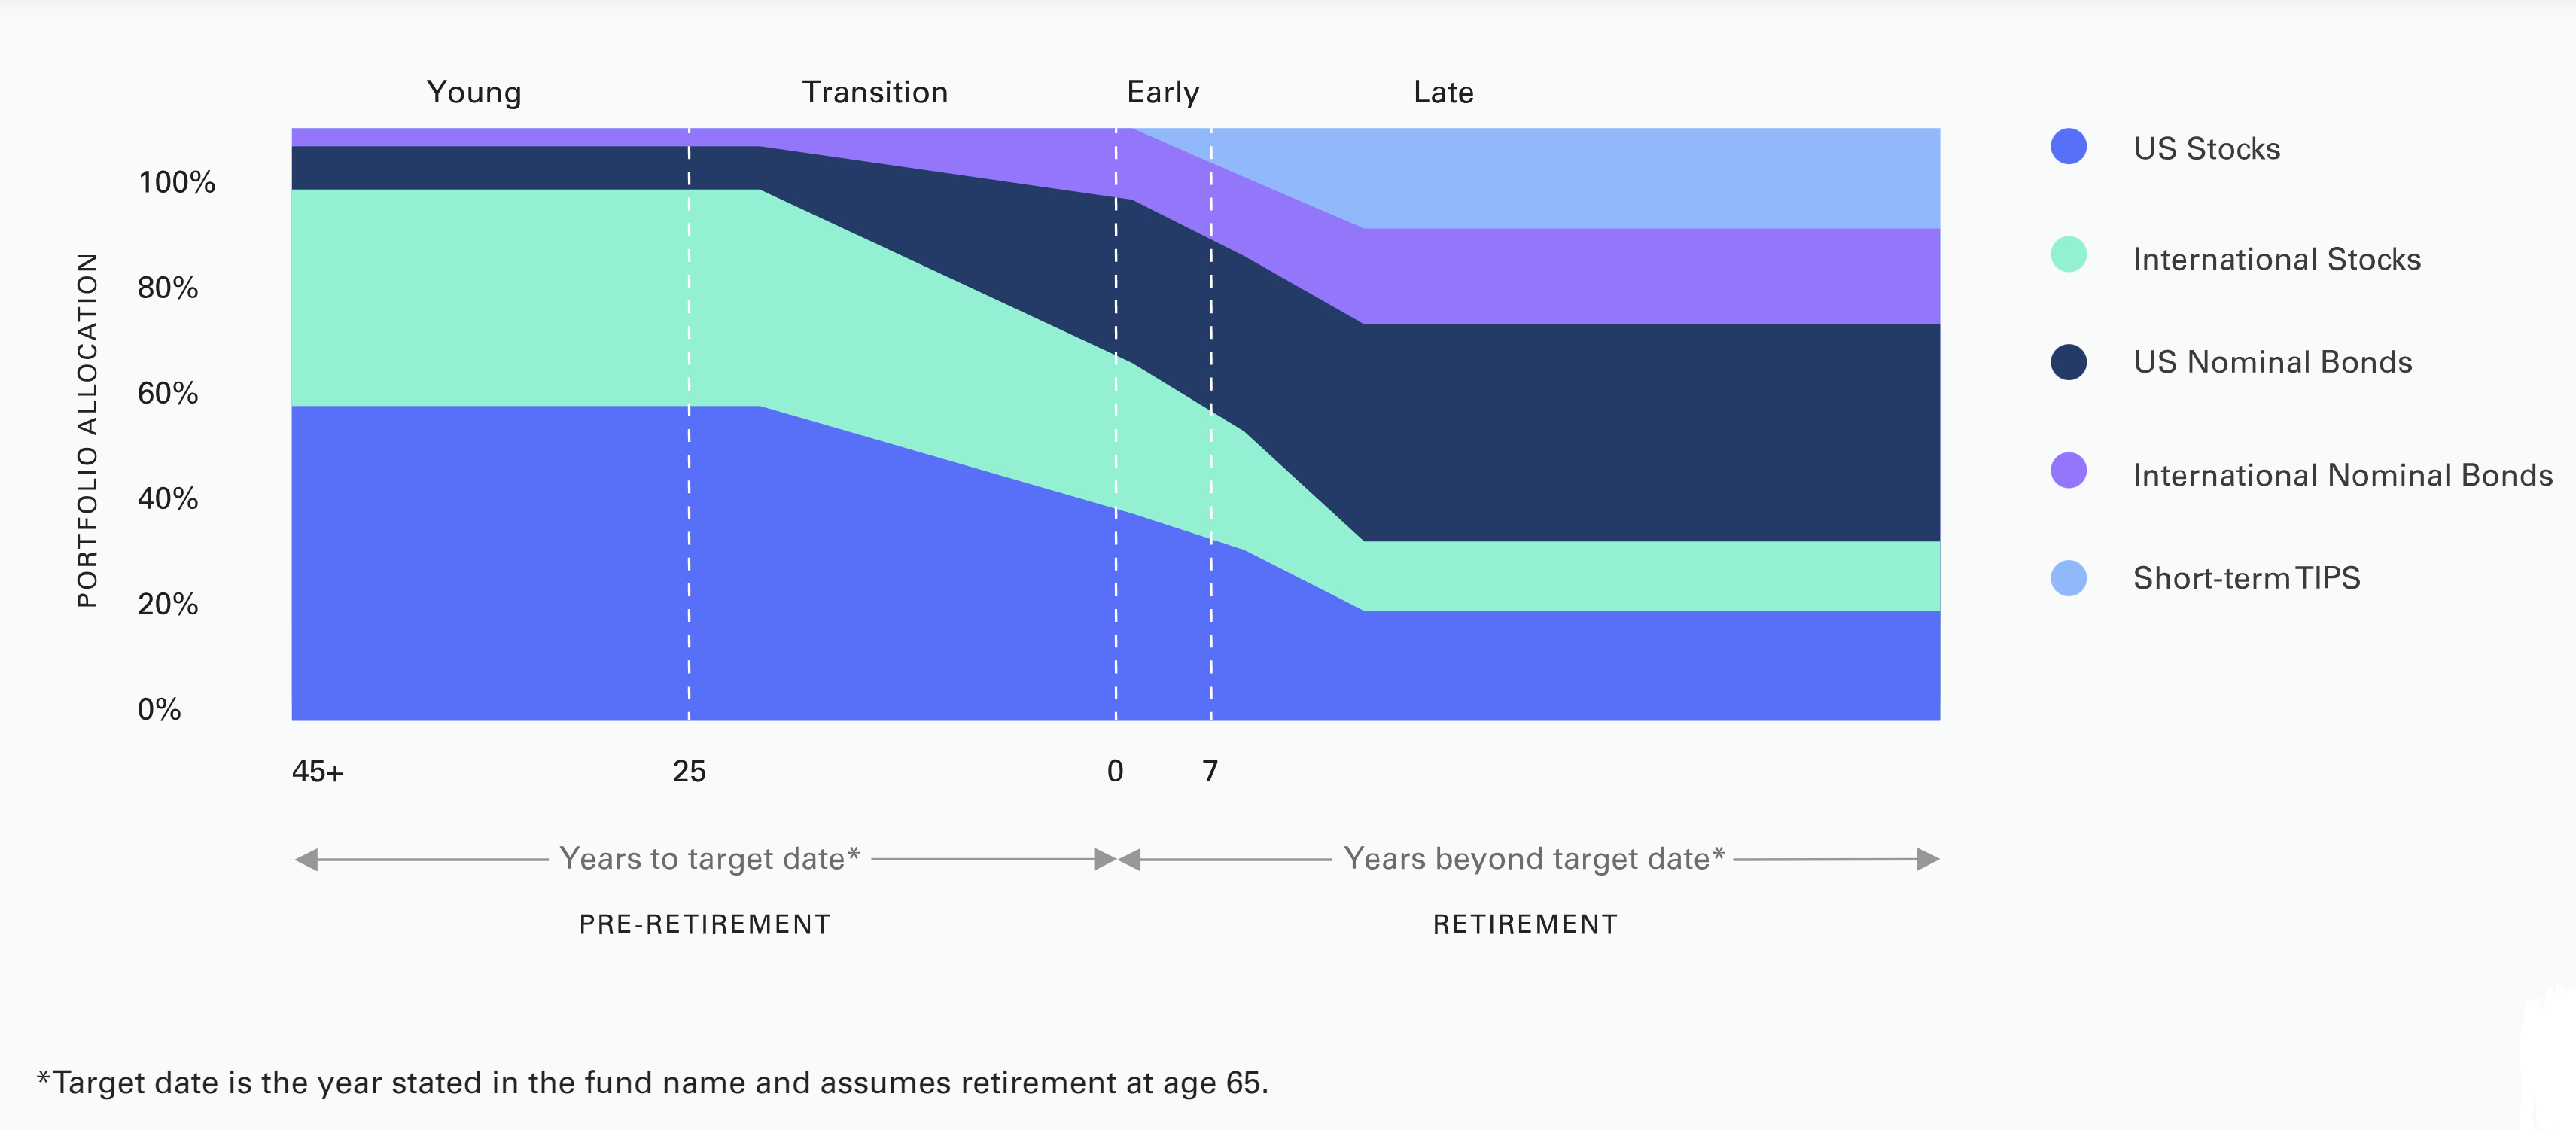 Young
Transition
Early
Late
PORTFOLIO ALLOCATION
100%
80%
60%
40%
20%
0%
45+
25
0
7
Years to target date*
Years beyond target date*
PRE-RETIREMENT
RETIREMENT
US Stocks
International Stocks
US Nominal Bonds
International Nominal Bonds
Short-term TIPS
*Target date is the year stated in the fund name and assumes retirement at age 65.